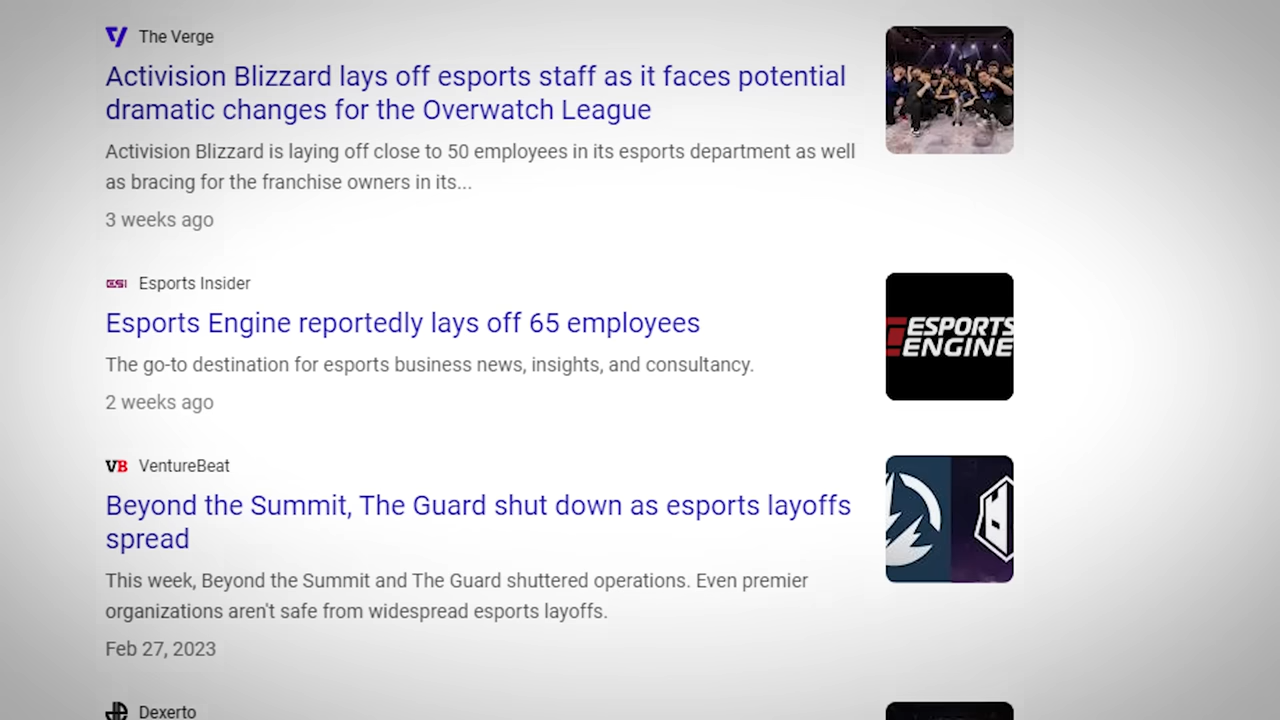 The Verge
Activision Blizzard lays off esports staff as it faces potential
dramatic changes for the Overwatch League
Activision Blizzard is laying off close to 50 employees in its esports department as well
as bracing for the franchise owners in its...
3 weeks ago
ESI Esports Insider
Esports Engine reportedly lays off 65 employees
The go-to destination for esports business news, insights, and consultancy.
2 weeks ago
ESPORTS
ENGINE
VB VentureBeat
Beyond the Summit, The Guard shut down as esports layoffs
spread
This week, Beyond the Summit and The Guard shuttered operations. Even premier
organizations aren't safe from widespread esports layoffs.
Feb 27, 2023
Dexerto